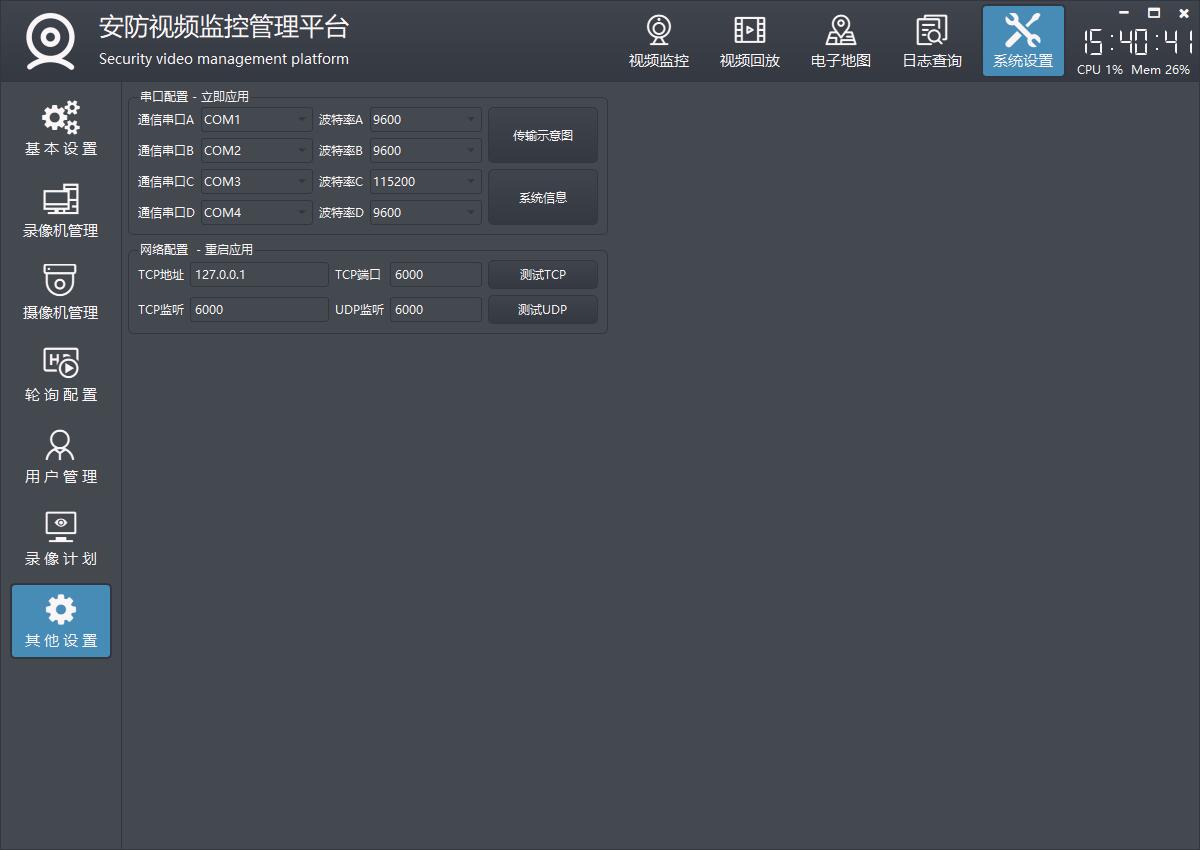 安防视频监控管理平台
Security video management platform
视频监控 视频回放 电子地图 日志查询 系统设置
15:40:41
CPU 1% Mem 26%
基本设置
录像机管理
摄像机管理
轮询配置
用户管理
录像计划
其他设置
串口配置 - 立即应用
通信串口A COM1 波特率A 9600 传输示意图
通信串口B COM2 波特率B 9600
通信串口C COM3 波特率C 115200 系统信息
通信串口D COM4 波特率D 9600
网络配置 - 重启应用
TCP地址 127.0.0.1 TCP端口 6000 测试TCP
TCP监听 6000 UDP监听 6000 测试UDP